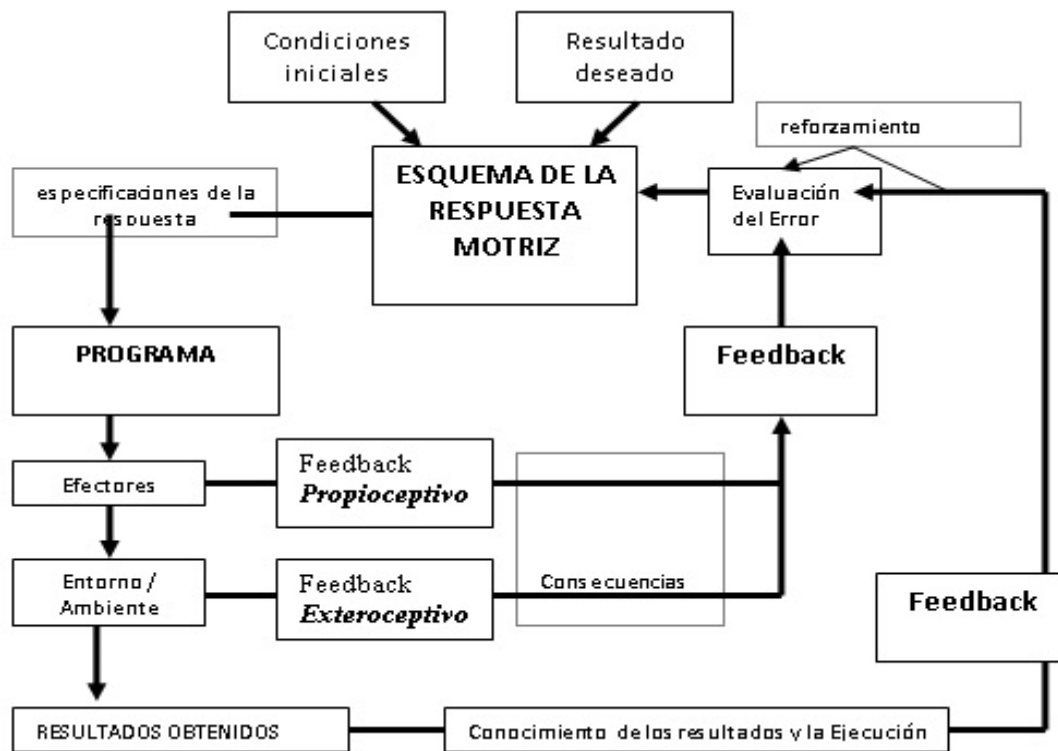 Condiciones
iniciales
Resultado
deseado
reforzamiento
especificaciones de la
respuesta
ESQUEMA DE LA
RESPUESTA
MOTRIZ
Evaluación
del Error
PROGRAMA
Feedback
Efectores
Feedback
Propioceptivo
Entorno /
Ambiente
Feedback
Exteroceptivo
Consecuencias
Feedback
RESULTADOS OBTENIDOS
Conocimiento de los resultados y la Ejecución